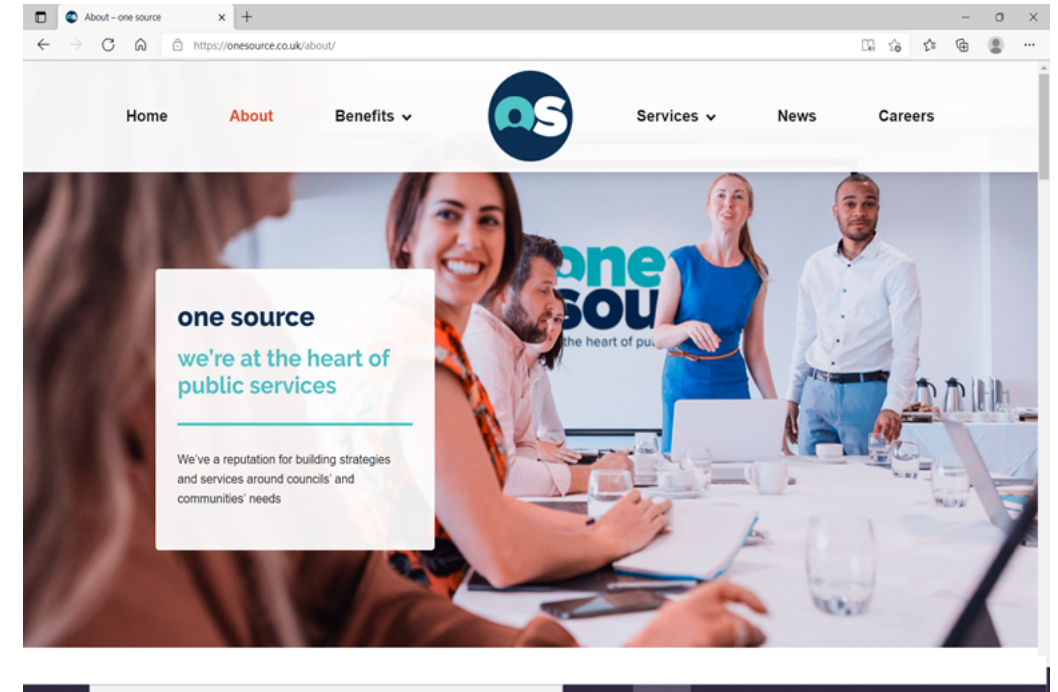 About – one source
https://onesource.co.uk/about/
Home About Benefits Services News Careers
os
one
sou
the heart of pu
one source
we're at the heart of
public services
We've a reputation for building strategies
and services around councils' and
communities' needs